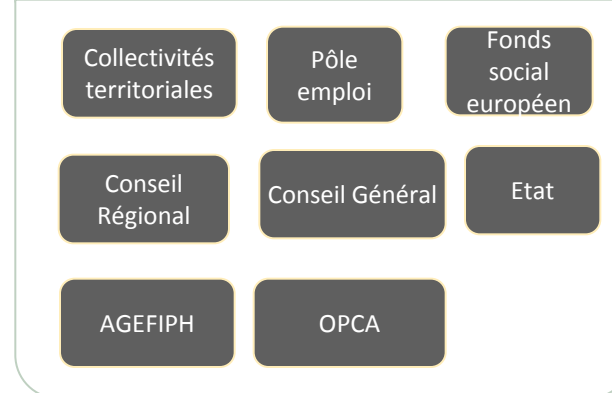 Collectivités
territoriales
Pôle
emploi
Fonds
social
européen
Conseil
Régional
Conseil Général
Etat
AGEFIPH
OPCA